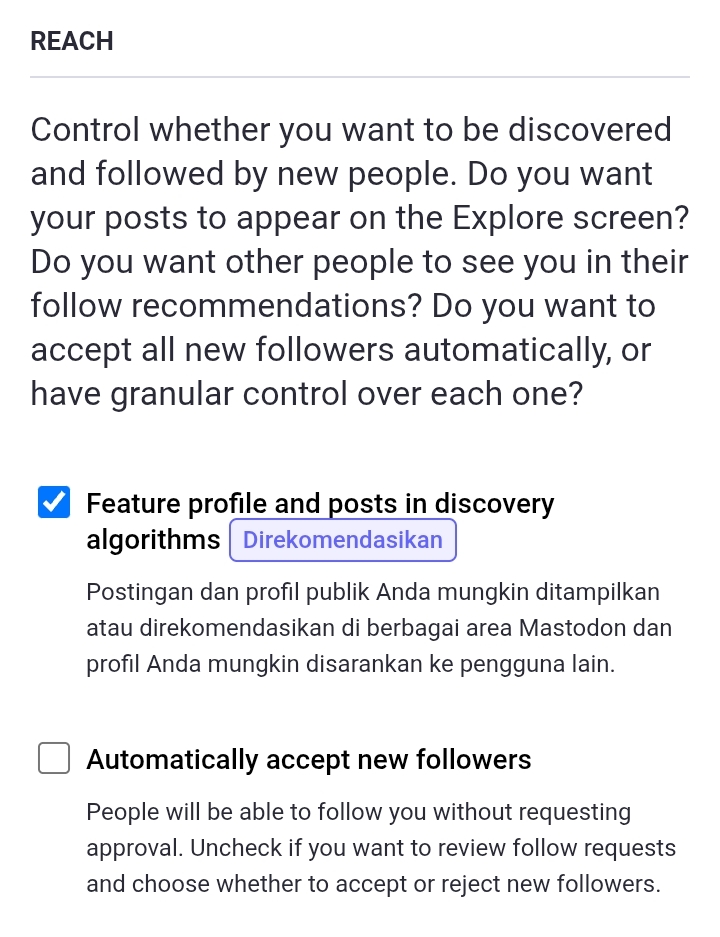 REACH
Control whether you want to be discovered
and followed by new people. Do you want
your posts to appear on the Explore screen?
Do you want other people to see you in their
follow recommendations? Do you want to
accept all new followers automatically, or
have granular control over each one?
Feature profile and posts in discovery
algorithms Direkomendasikan
Postingan dan profil publik Anda mungkin ditampilkan
atau direkomendasikan di berbagai area Mastodon dan
profil Anda mungkin disarankan ke pengguna lain.
Automatically accept new followers
People will be able to follow you without requesting
approval. Uncheck if you want to review follow requests
and choose whether to accept or reject new followers.